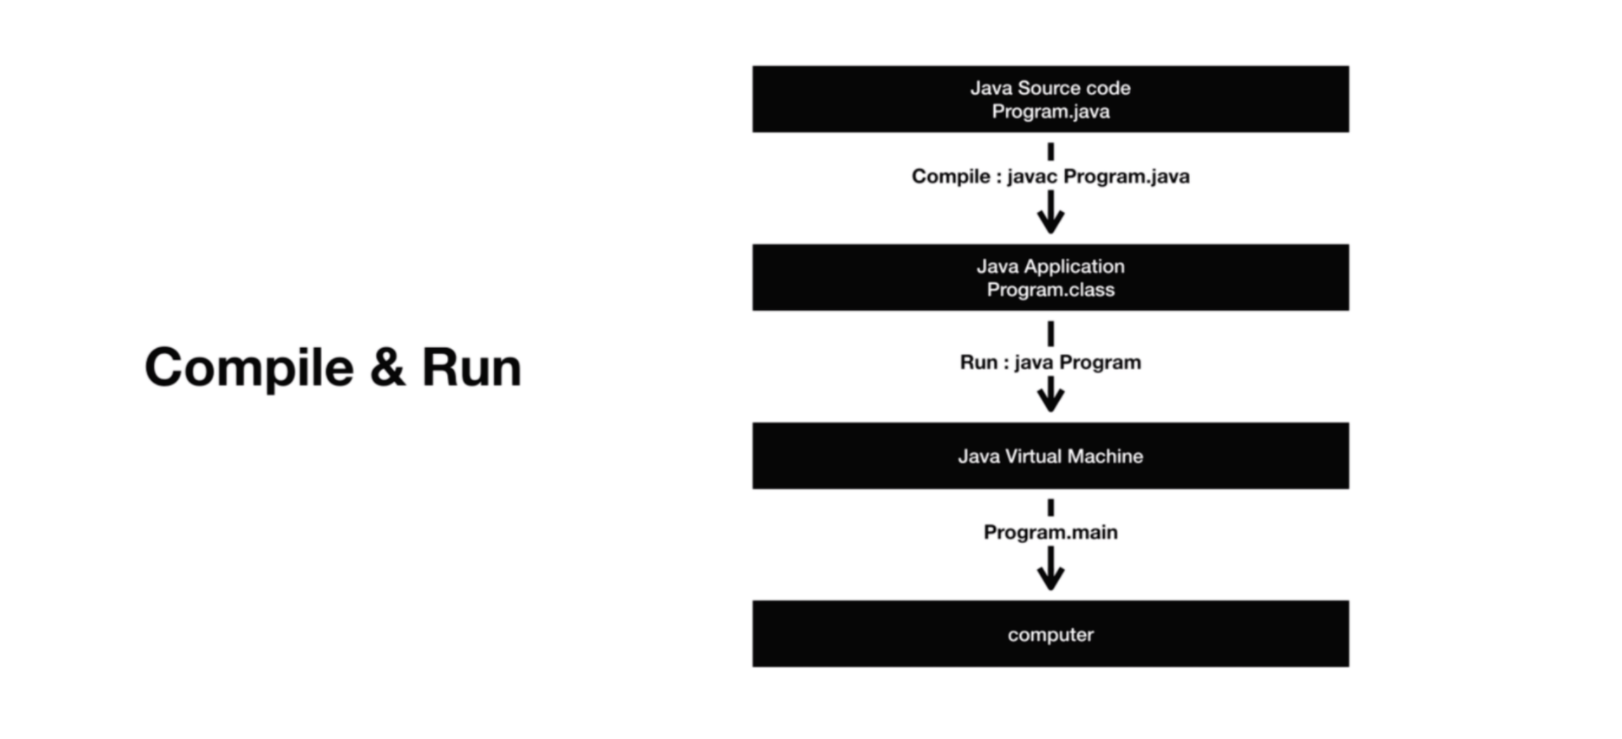 Compile & Run
Java Source code
Program.java
Compile : javac Program.java
Java Application
Program.class
Run : java Program
Java Virtual Machine
Program.main
computer